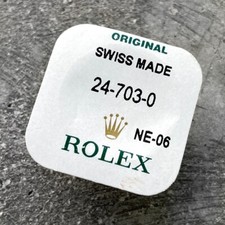 ORIGINAL
SWISS MADE
24-703-0
NE-06
ROLEX